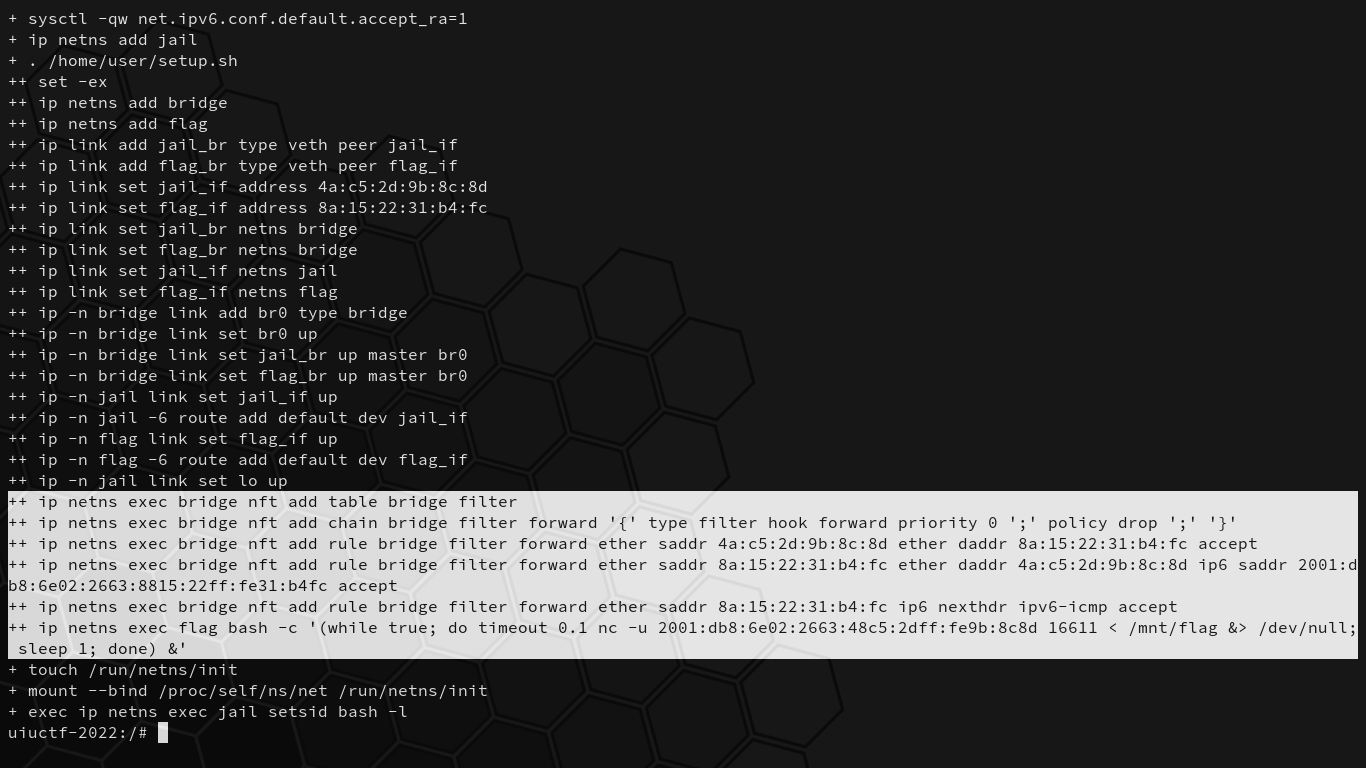 + sysctl -qw net.ipv6.conf.default.accept_ra=1
+ ip netns add jail
+ . /home/user/setup.sh
++ set -ex
++ ip netns add bridge
++ ip netns add flag
++ ip link add jail_br type veth peer jail_if
++ ip link add flag_br type veth peer flag_if
++ ip link set jail_if address 4a:c5:2d:9b:8c:8d
++ ip link set flag_if address 8a:15:22:31:b4:fc
++ ip link set jail_br netns bridge
++ ip link set flag_br netns bridge
++ ip link set jail_if netns jail
++ ip link set flag_if netns flag
++ ip -n bridge link add br0 type bridge
++ ip -n bridge link set br0 up
++ ip -n bridge link set jail_br up master br0
++ ip -n bridge link set flag_br up master br0
++ ip -n jail link set jail_if up
++ ip -n jail -6 route add default dev jail_if
++ ip -n flag link set flag_if up
++ ip -n flag -6 route add default dev flag_if
++ ip -n jail link set lo up
++ ip netns exec bridge nft add table bridge filter
++ ip netns exec bridge nft add chain bridge filter forward '{' type filter hook forward priority 0 ';' policy drop ';' '}'
++ ip netns exec bridge nft add rule bridge filter forward ether saddr 4a:c5:2d:9b:8c:8d ether daddr 8a:15:22:31:b4:fc accept
++ ip netns exec bridge nft add rule bridge filter forward ether saddr 8a:15:22:31:b4:fc ether daddr 4a:c5:2d:9b:8c:8d ip6 saddr 2001:d
b8:6e02:2663:8815:22ff:fe31:b4fc accept
++ ip netns exec bridge nft add rule bridge filter forward ether saddr 8a:15:22:31:b4:fc ip6 nexthdr ipv6-icmp accept
++ ip netns exec flag bash -c '(while true; do timeout 0.1 nc -u 2001:db8:6e02:2663:48c5:2dff:fe9b:8c8d 16611 < /mnt/flag &> /dev/null;
 sleep 1; done) &'
+ touch /run/netns/init
+ mount --bind /proc/self/ns/net /run/netns/init
+ exec ip netns exec jail setsid bash -l
uiuctf-2022:/#